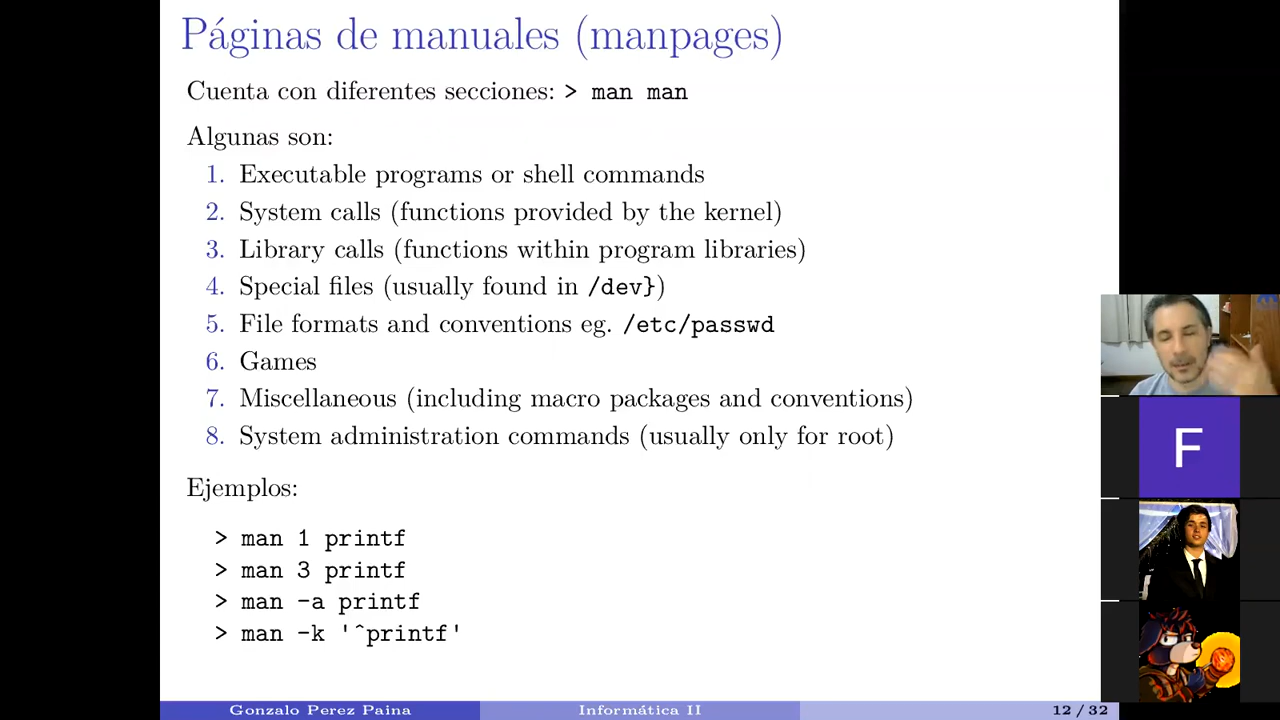 Páginas de manuales (manpages)
Cuenta con diferentes secciones: > man man
Algunas son:
1. Executable programs or shell commands
2. System calls (functions provided by the kernel)
3. Library calls (functions within program libraries)
4. Special files (usually found in /dev})
5. File formats and conventions eg. /etc/passwd
6. Games
7. Miscellaneous (including macro packages and conventions)
8. System administration commands (usually only for root)
Ejemplos:
> man 1 printf
> man 3 printf
> man -a printf
> man -k '^printf'
F
Gonzalo Perez Paina Informática II 12 / 32